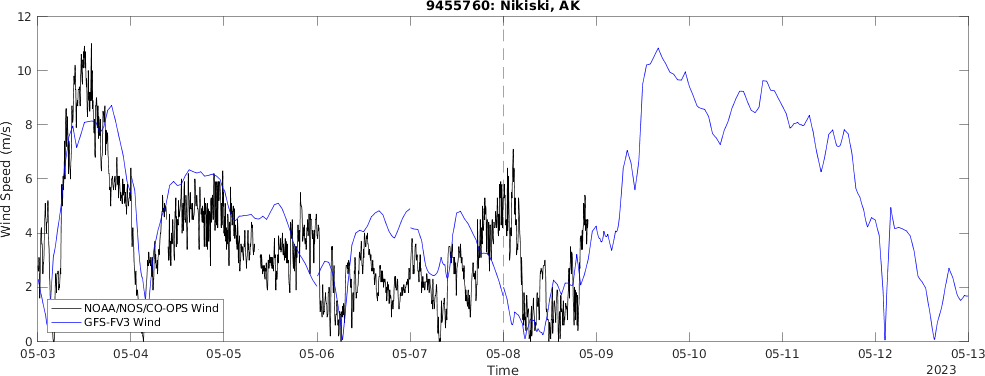 9455760: Nikiski, AK
Wind Speed (m/s)
12
10
8
6
4
2
0
NOAA/NOS/CO-OPS Wind
GFS-FV3 Wind
05-03 05-04 05-05 05-06 05-07 05-08 05-09 05-10 05-11 05-12 05-13
Time
2023